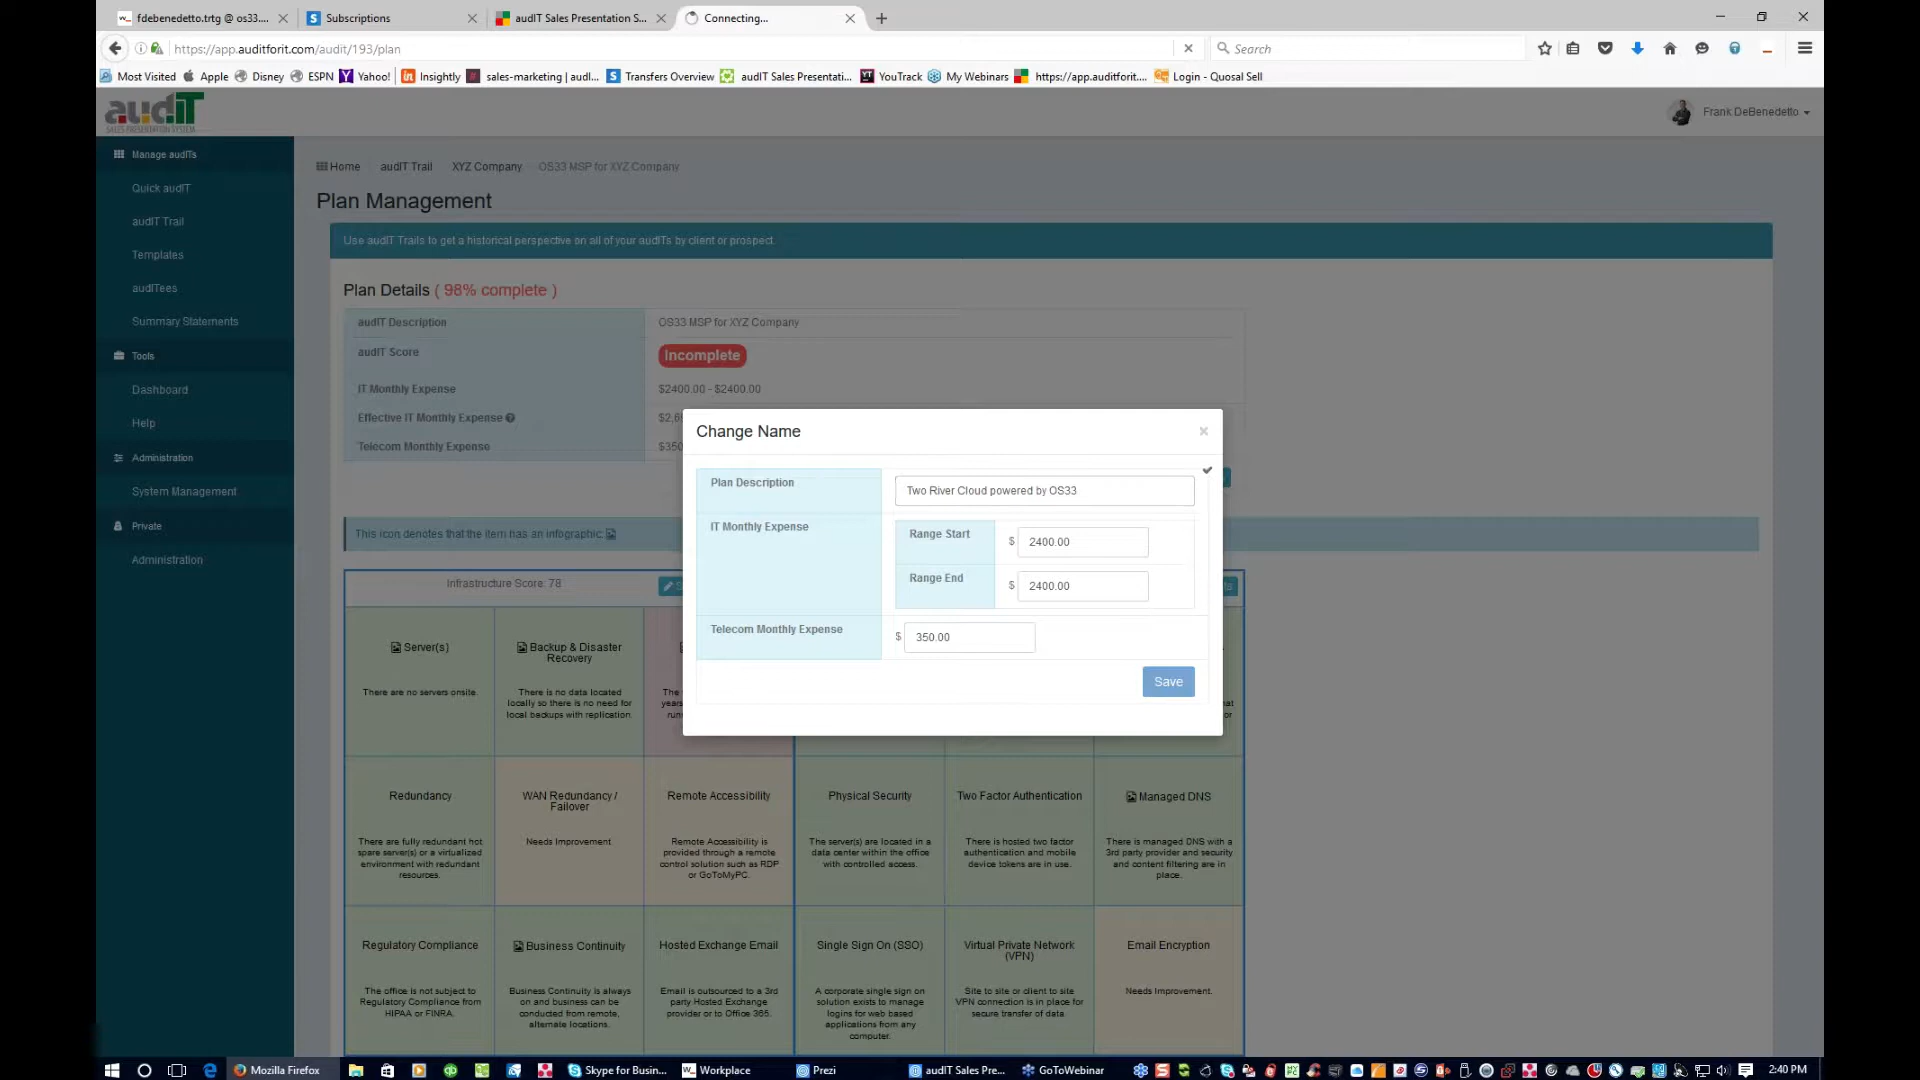 fdebenedetto.trtg @ os33....
Subscriptions
audIT Sales Presentation S...
Connecting...
https://app.auditforit.com/audit/193/plan
Search
Most Visited
Apple
Disney
ESPN
Yahoo!
Insightly
sales-marketing | audI...
Transfers Overview
audIT Sales Presentati...
YouTrack
My Webinars
https://app.auditforit....
Login - Quosal Sell
audIT
SALES PRESENTATION SYSTEM
Frank DeBenedetto
Manage audITs
Quick audIT
audIT Trail
Templates
audITees
Summary Statements
Tools
Dashboard
Help
Administration
System Management
Private
Administration
Home
audIT Trail
XYZ Company
OS33 MSP for XYZ Company
Plan Management
Use audIT Trails to get a historical perspective on all of your audITs by client or prospect.
Plan Details ( 98% complete )
audIT Description
OS33 MSP for XYZ Company
audIT Score
Incomplete
IT Monthly Expense
$2400.00 - $2400.00
Effective IT Monthly Expense
Telecom Monthly Expense
$350
This icon denotes that the item has an infographic:
Change Name
×
Plan Description
Two River Cloud powered by OS33
IT Monthly Expense
Range Start
$ 2400.00
Range End
$ 2400.00
Telecom Monthly Expense
$ 350.00
Save
Infrastructure Score: 78
Server(s)
There are no servers onsite.
Backup & Disaster
Recovery
There is no data located
locally so there is no need for
local backups with replication.
Redundancy
There are fully redundant hot
spare server(s) or a virtualized
environment with redundant
resources.
WAN Redundancy /
Failover
Needs Improvement.
Remote Accessibility
Remote Accessibility is
provided through a remote
control solution such as RDP
or GoToMyPC.
Physical Security
The server(s) are located in a
data center within the office
with controlled access.
Two Factor Authentication
There is hosted two factor
authentication and mobile
device tokens are in use.
Managed DNS
There is managed DNS with a
3rd party provider and security
and content filtering are in
place.
Regulatory Compliance
The office is not subject to
Regulatory Compliance from
HIPAA or FINRA.
Business Continuity
Business Continuity is always
on and business can be
conducted from remote,
alternate locations.
Hosted Exchange Email
Email is outsourced to a 3rd
party Hosted Exchange
provider or to Office 365.
Single Sign On (SSO)
A corporate single sign on
solution exists to manage
logins for web based
applications from any
computer.
Virtual Private Network
(VPN)
Site to site or client to site
VPN connection is in place for
secure transfer of data.
Email Encryption
Needs Improvement.
Mozilla Firefox
Skype for Busin...
Workplace
Prezi
audIT Sales Pre...
GoToWebinar
2:40 PM